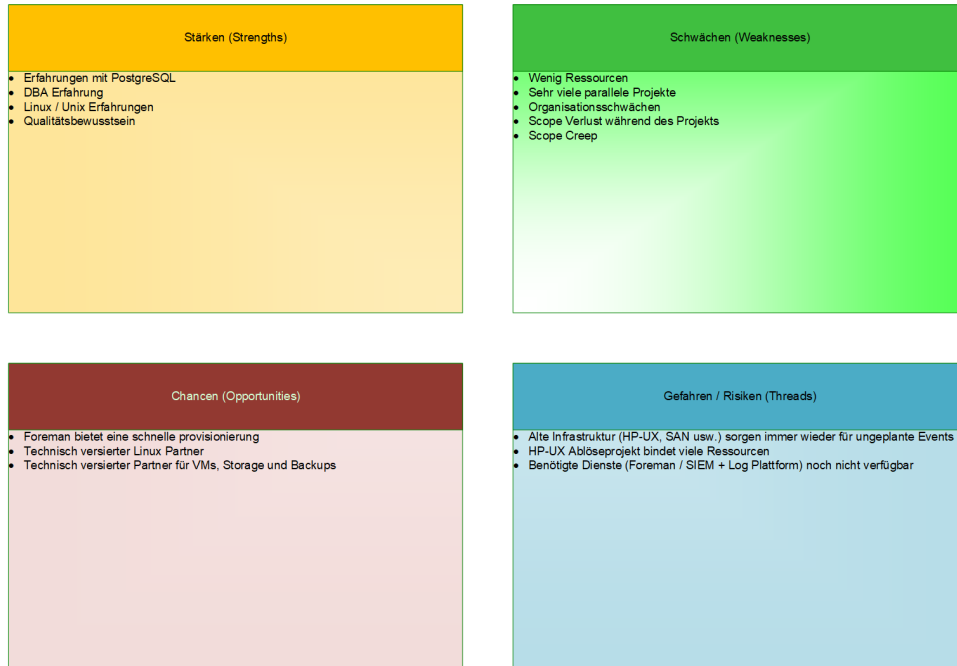 Stärken (Strengths)
Erfahrungen mit PostgreSQL
DBA Erfahrung
Linux / Unix Erfahrungen
Qualitätsbewusstsein
Schwächen (Weaknesses)
Wenig Ressourcen
Sehr viele parallele Projekte
Organisationsschwächen
Scope Verlust während des Projekts
Scope Creep
Chancen (Opportunities)
Foreman bietet eine schnelle provisionierung
Technisch versierter Linux Partner
Technisch versierter Partner für VMs, Storage und Backups
Gefahren / Risiken (Threads)
Alte Infrastruktur (HP-UX, SAN usw.) sorgen immer wieder für ungeplante Events
HP-UX Ablöseprojekt bindet viele Ressourcen
Benötigte Dienste (Foreman / SIEM + Log Plattform) noch nicht verfügbar